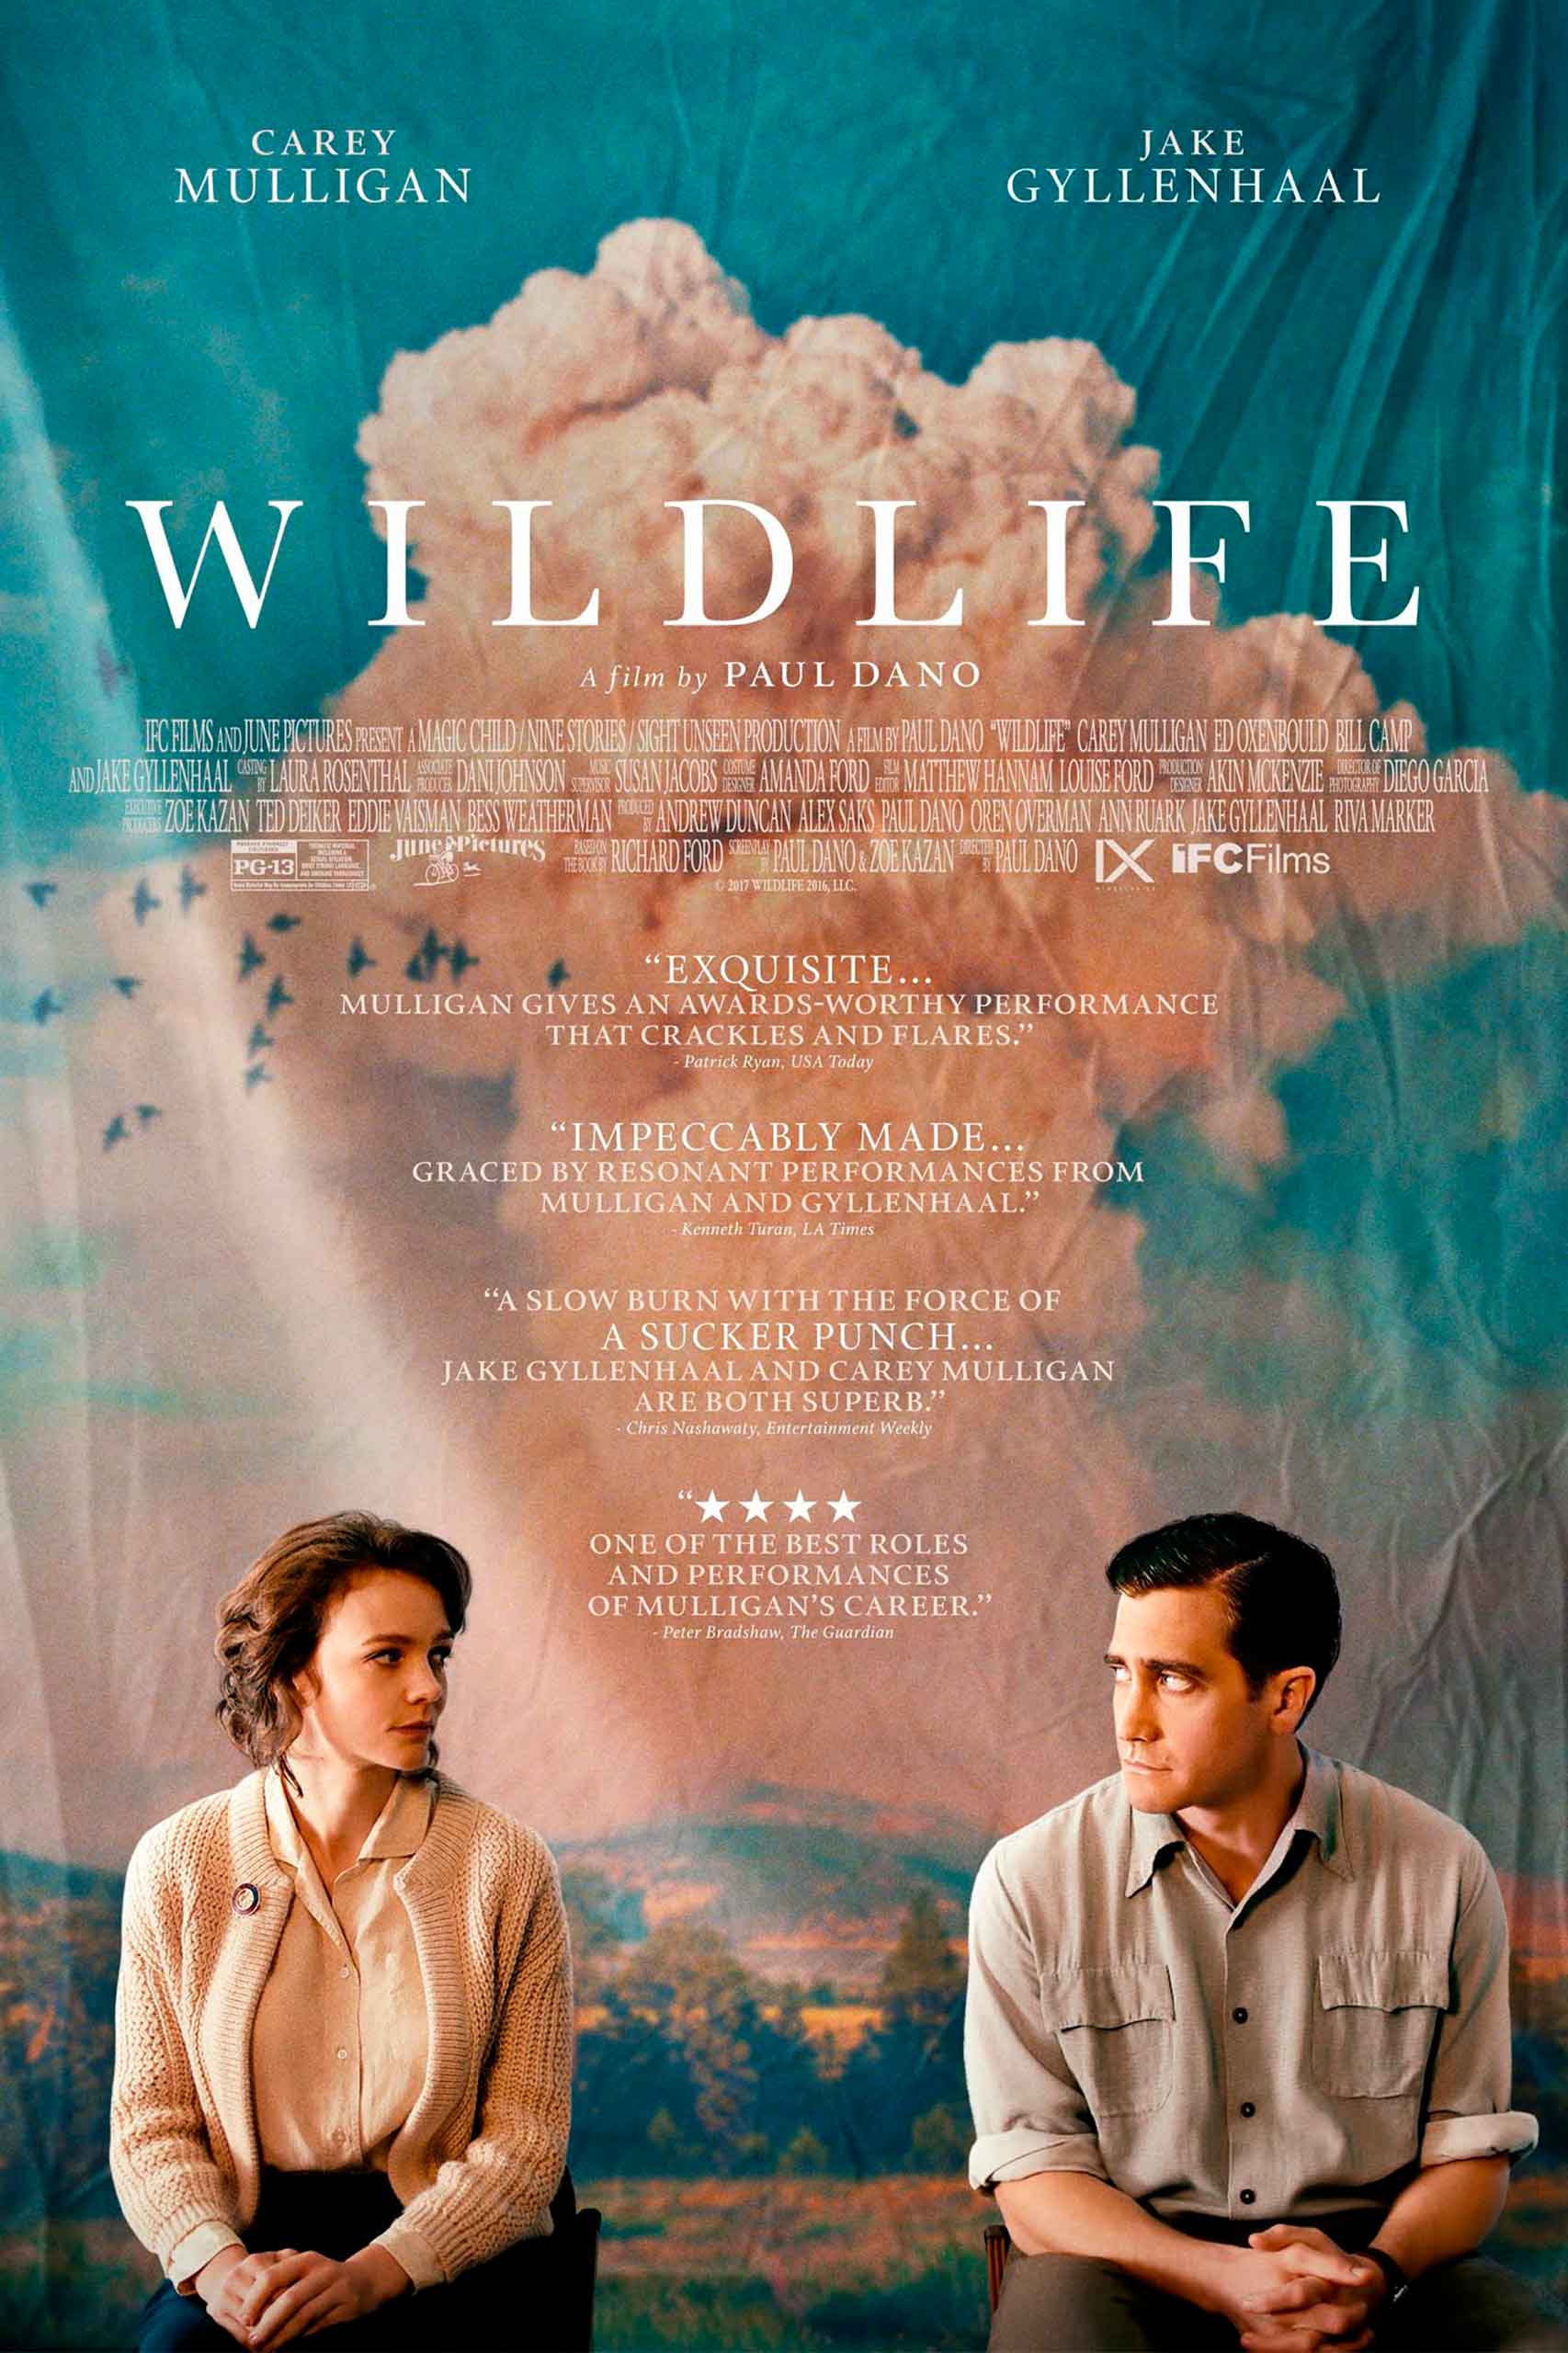 CAREY
MULLIGAN
JAKE
GYLLENHAAL
WILDLIFE
A film by PAUL DANO
IFC FILMS AND JUNE PICTURES PRESENT A MAGIC CHILD / NINE STORIES / SIGHT UNSEEN PRODUCTION A FILM BY PAUL DANO "WILDLIFE" CAREY MULLIGAN ED OXENBOULD BILL CAMP
AND JAKE GYLLENHAAL CASTING BY LAURA ROSENTHAL ASSOCIATE PRODUCER DANI JOHNSON MUSIC SUPERVISOR SUSAN JACOBS COSTUME DESIGNER AMANDA FORD FILM EDITOR MATTHEW HANNAM LOUISE FORD PRODUCTION DESIGNER AKIN MCKENZIE DIRECTOR OF PHOTOGRAPHY DIEGO GARCIA
EXECUTIVE PRODUCERS ZOE KAZAN TED DEIKER EDDIE VAISMAN BESS WEATHERMAN PRODUCED BY ANDREW DUNCAN ALEX SAKS PAUL DANO OREN OVERMAN ANN RUARK JAKE GYLLENHAAL RIVA MARKER
PG-13 June Pictures BASED ON THE BOOK BY RICHARD FORD SCREENPLAY BY PAUL DANO & ZOE KAZAN DIRECTED BY PAUL DANO IX IFC Films
© 2017 WILDLIFE 2016, LLC.
“EXQUISITE...
MULLIGAN GIVES AN AWARDS-WORTHY PERFORMANCE
THAT CRACKLES AND FLARES.”
- Patrick Ryan, USA Today
“IMPECCABLY MADE...
GRACED BY RESONANT PERFORMANCES FROM
MULLIGAN AND GYLLENHAAL.”
- Kenneth Turan, LA Times
“A SLOW BURN WITH THE FORCE OF
A SUCKER PUNCH...
JAKE GYLLENHAAL AND CAREY MULLIGAN
ARE BOTH SUPERB.”
- Chris Nashawaty, Entertainment Weekly
“★★★★
ONE OF THE BEST ROLES
AND PERFORMANCES
OF MULLIGAN’S CAREER.”
- Peter Bradshaw, The Guardian